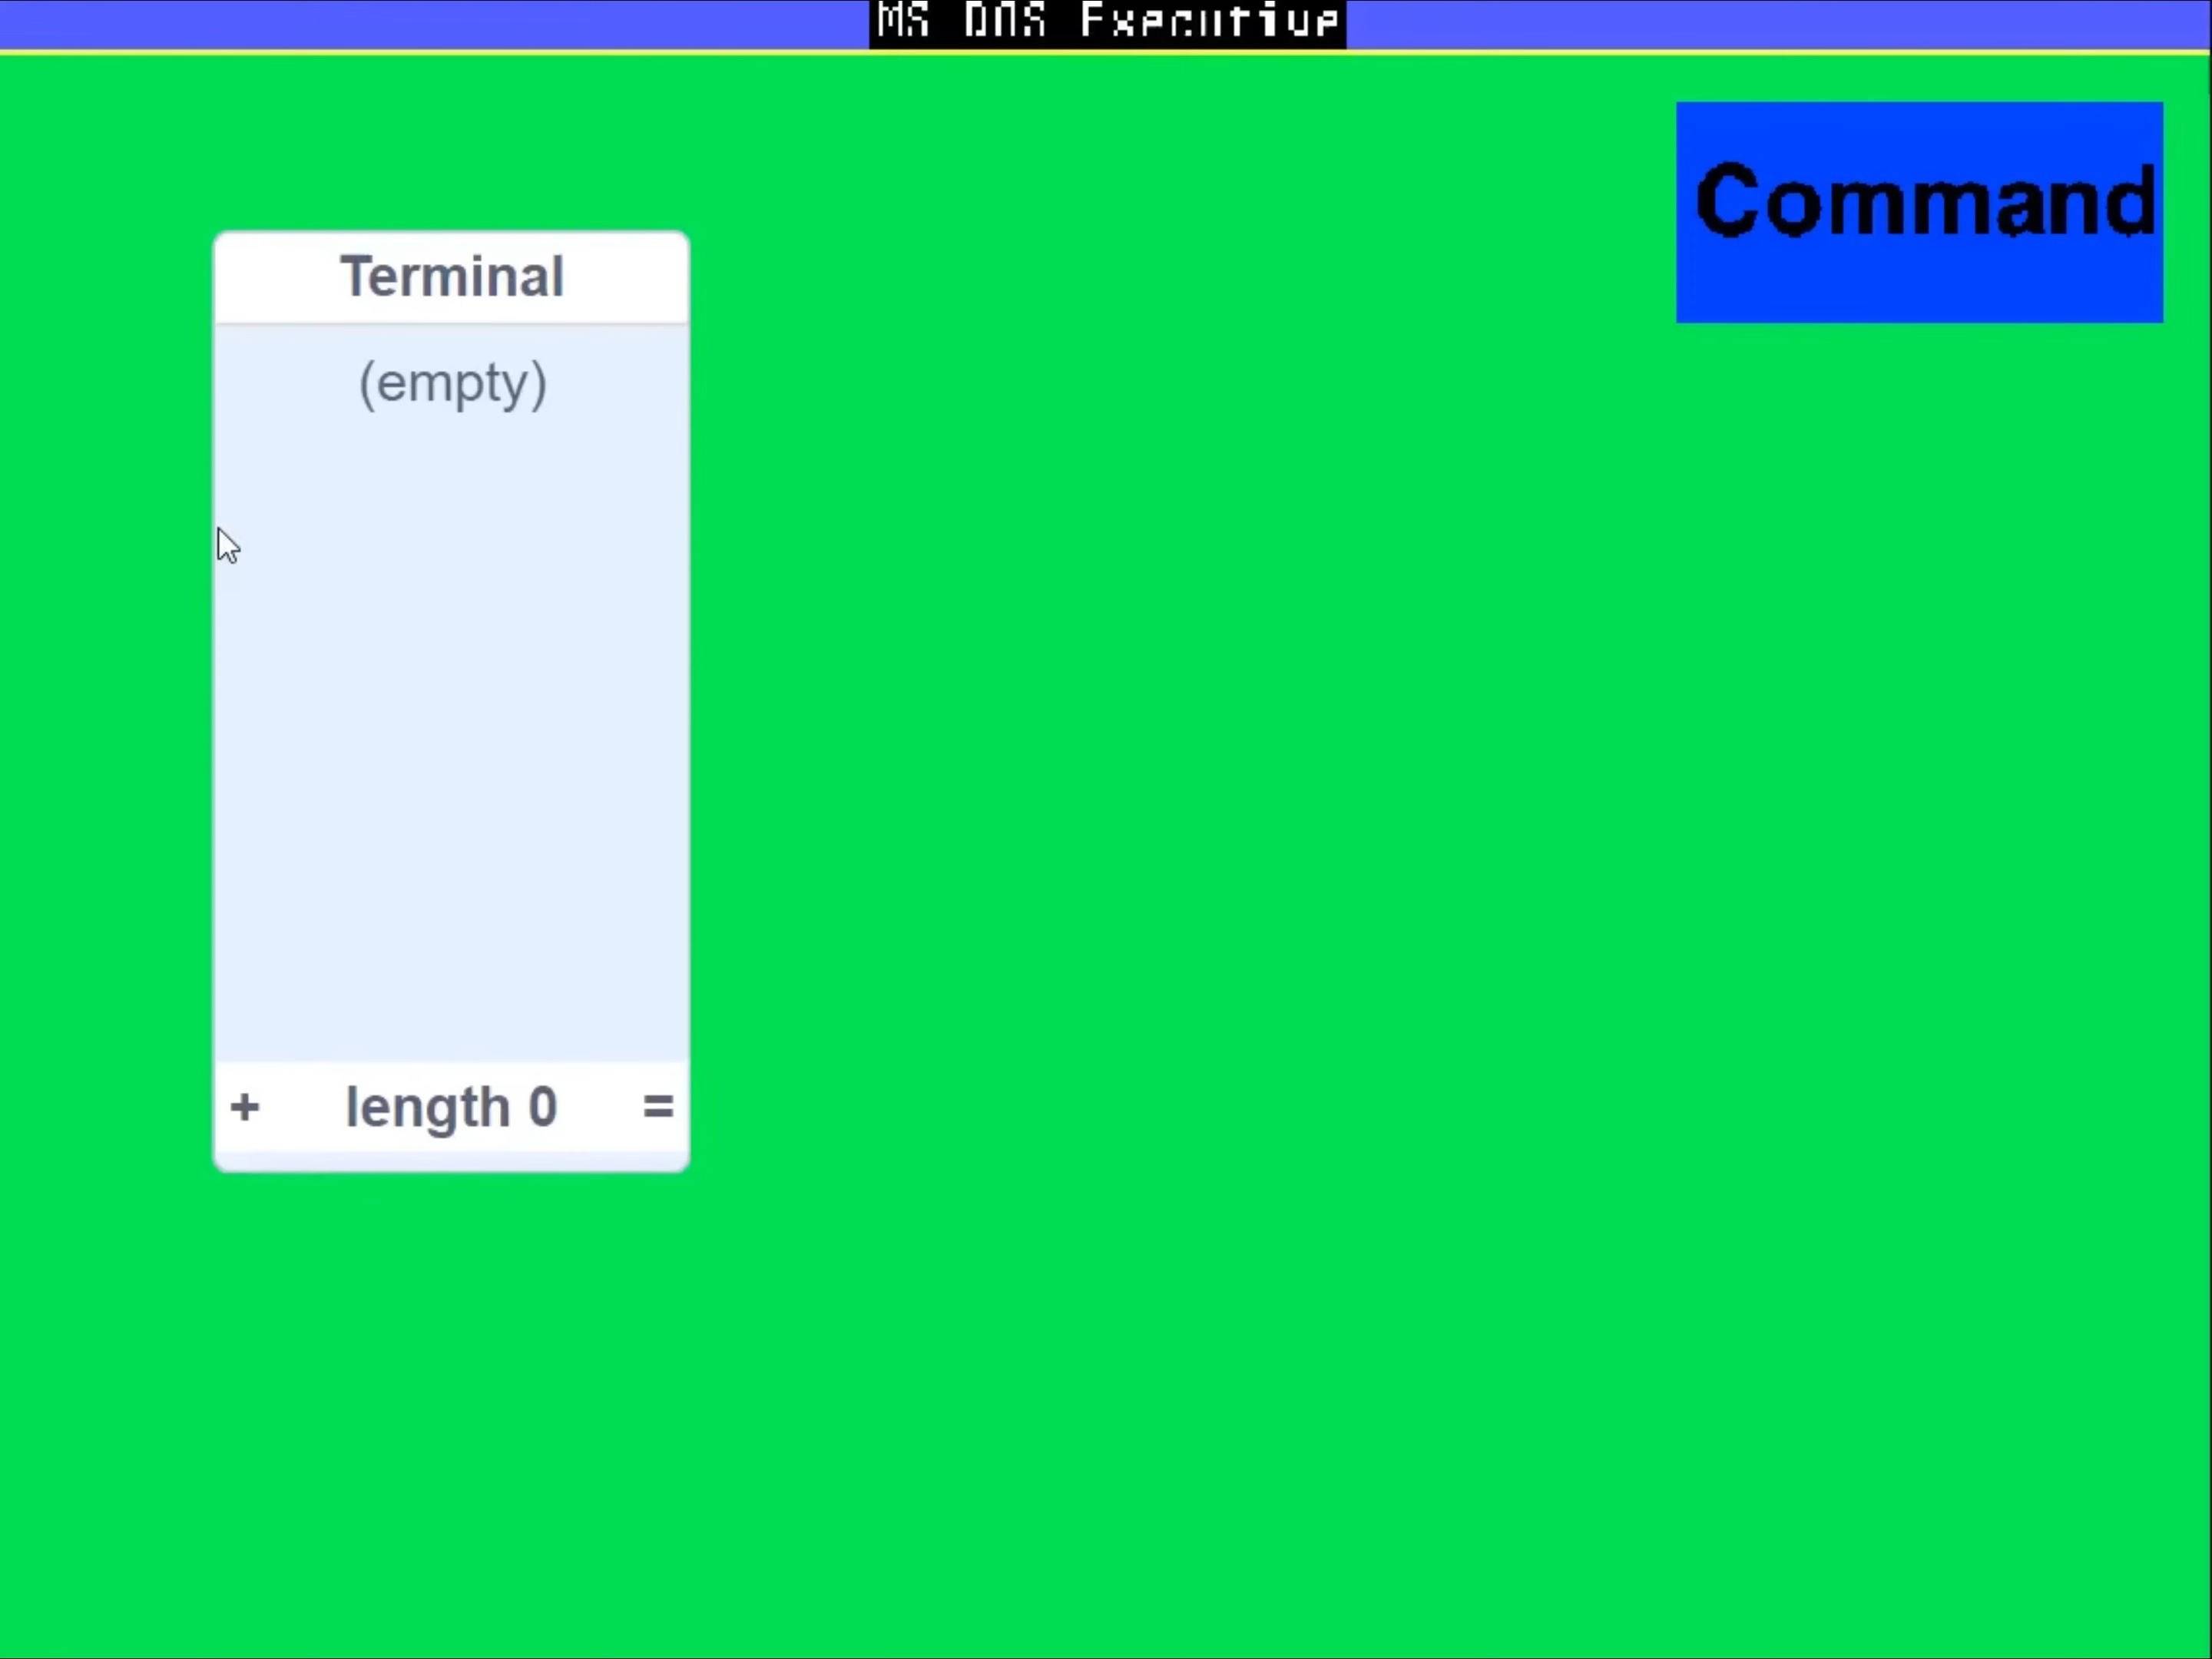 MS DOS Executive
Command
Terminal
(empty)
+ length 0 =